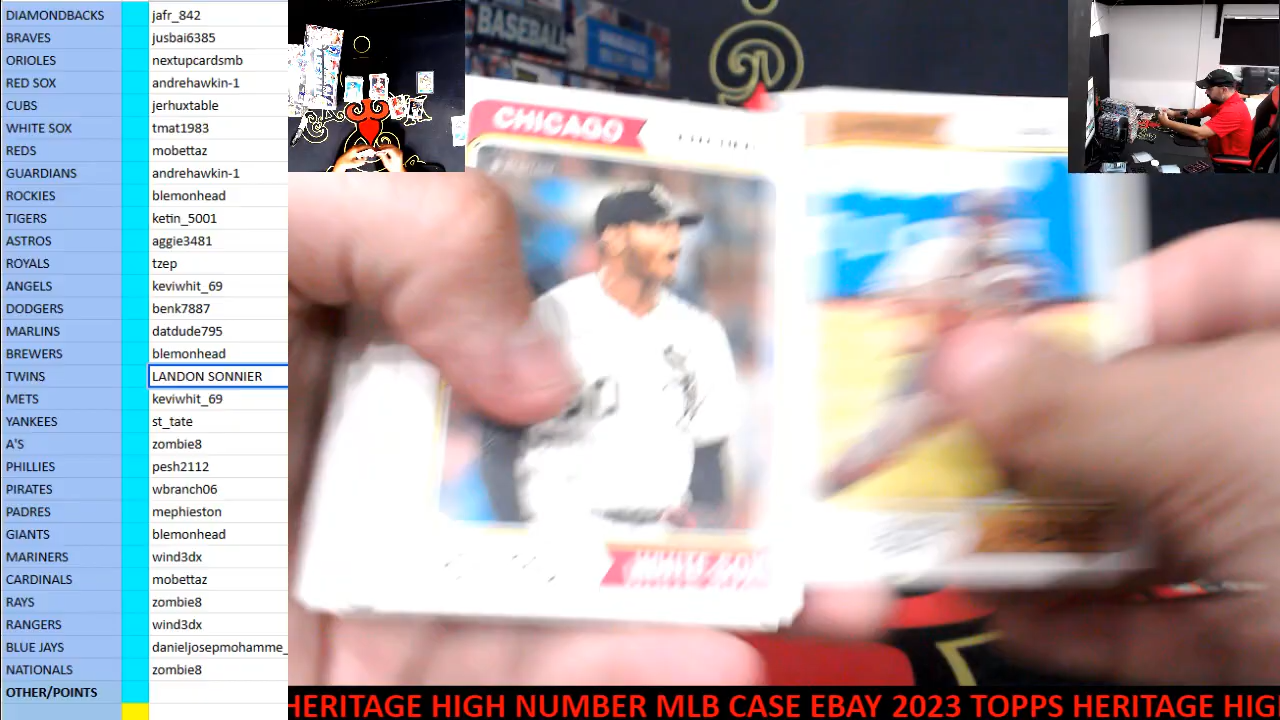 DIAMONDBACKS jafr_842
BRAVES jusbai6385
ORIOLES nextupcardsmb
RED SOX andrehawkin-1
CUBS jerhuxtable
WHITE SOX tmat1983
REDS mobettaz
GUARDIANS andrehawkin-1
ROCKIES blemonhead
TIGERS ketin_5001
ASTROS aggie3481
ROYALS tzep
ANGELS keviwhit_69
DODGERS benk7887
MARLINS datdude795
BREWERS blemonhead
TWINS LANDON SONNIER
METS keviwhit_69
YANKEES st_tate
A'S zombie8
PHILLIES pesh2112
PIRATES wbranch06
PADRES mephieston
GIANTS blemonhead
MARINERS wind3dx
CARDINALS mobettaz
RAYS zombie8
RANGERS wind3dx
BLUE JAYS danieljosepmohamme_
NATIONALS zombie8
OTHER/POINTS
BASEBALL
CHICAGO
WHITE SOX
HERITAGE HIGH NUMBER MLB CASE EBAY 2023 TOPPS HERITAGE HIG